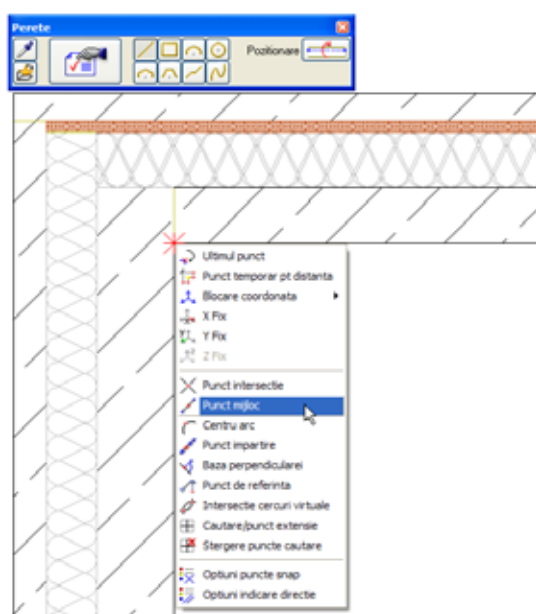 Perete
Pozitionare
Ultimul punct
Punct temporar pt distanta
Blocare coordonata
X Fix
Y Fix
Z Fix
Punct intersectie
Punct mijloc
Centru arc
Punct impartire
Baza perpendicularei
Punct de referinta
Intersectie cercuri virtuale
Cautare/punct extensie
Stergere puncte cautare
Optiuni puncte snap
Optiuni indicare directie